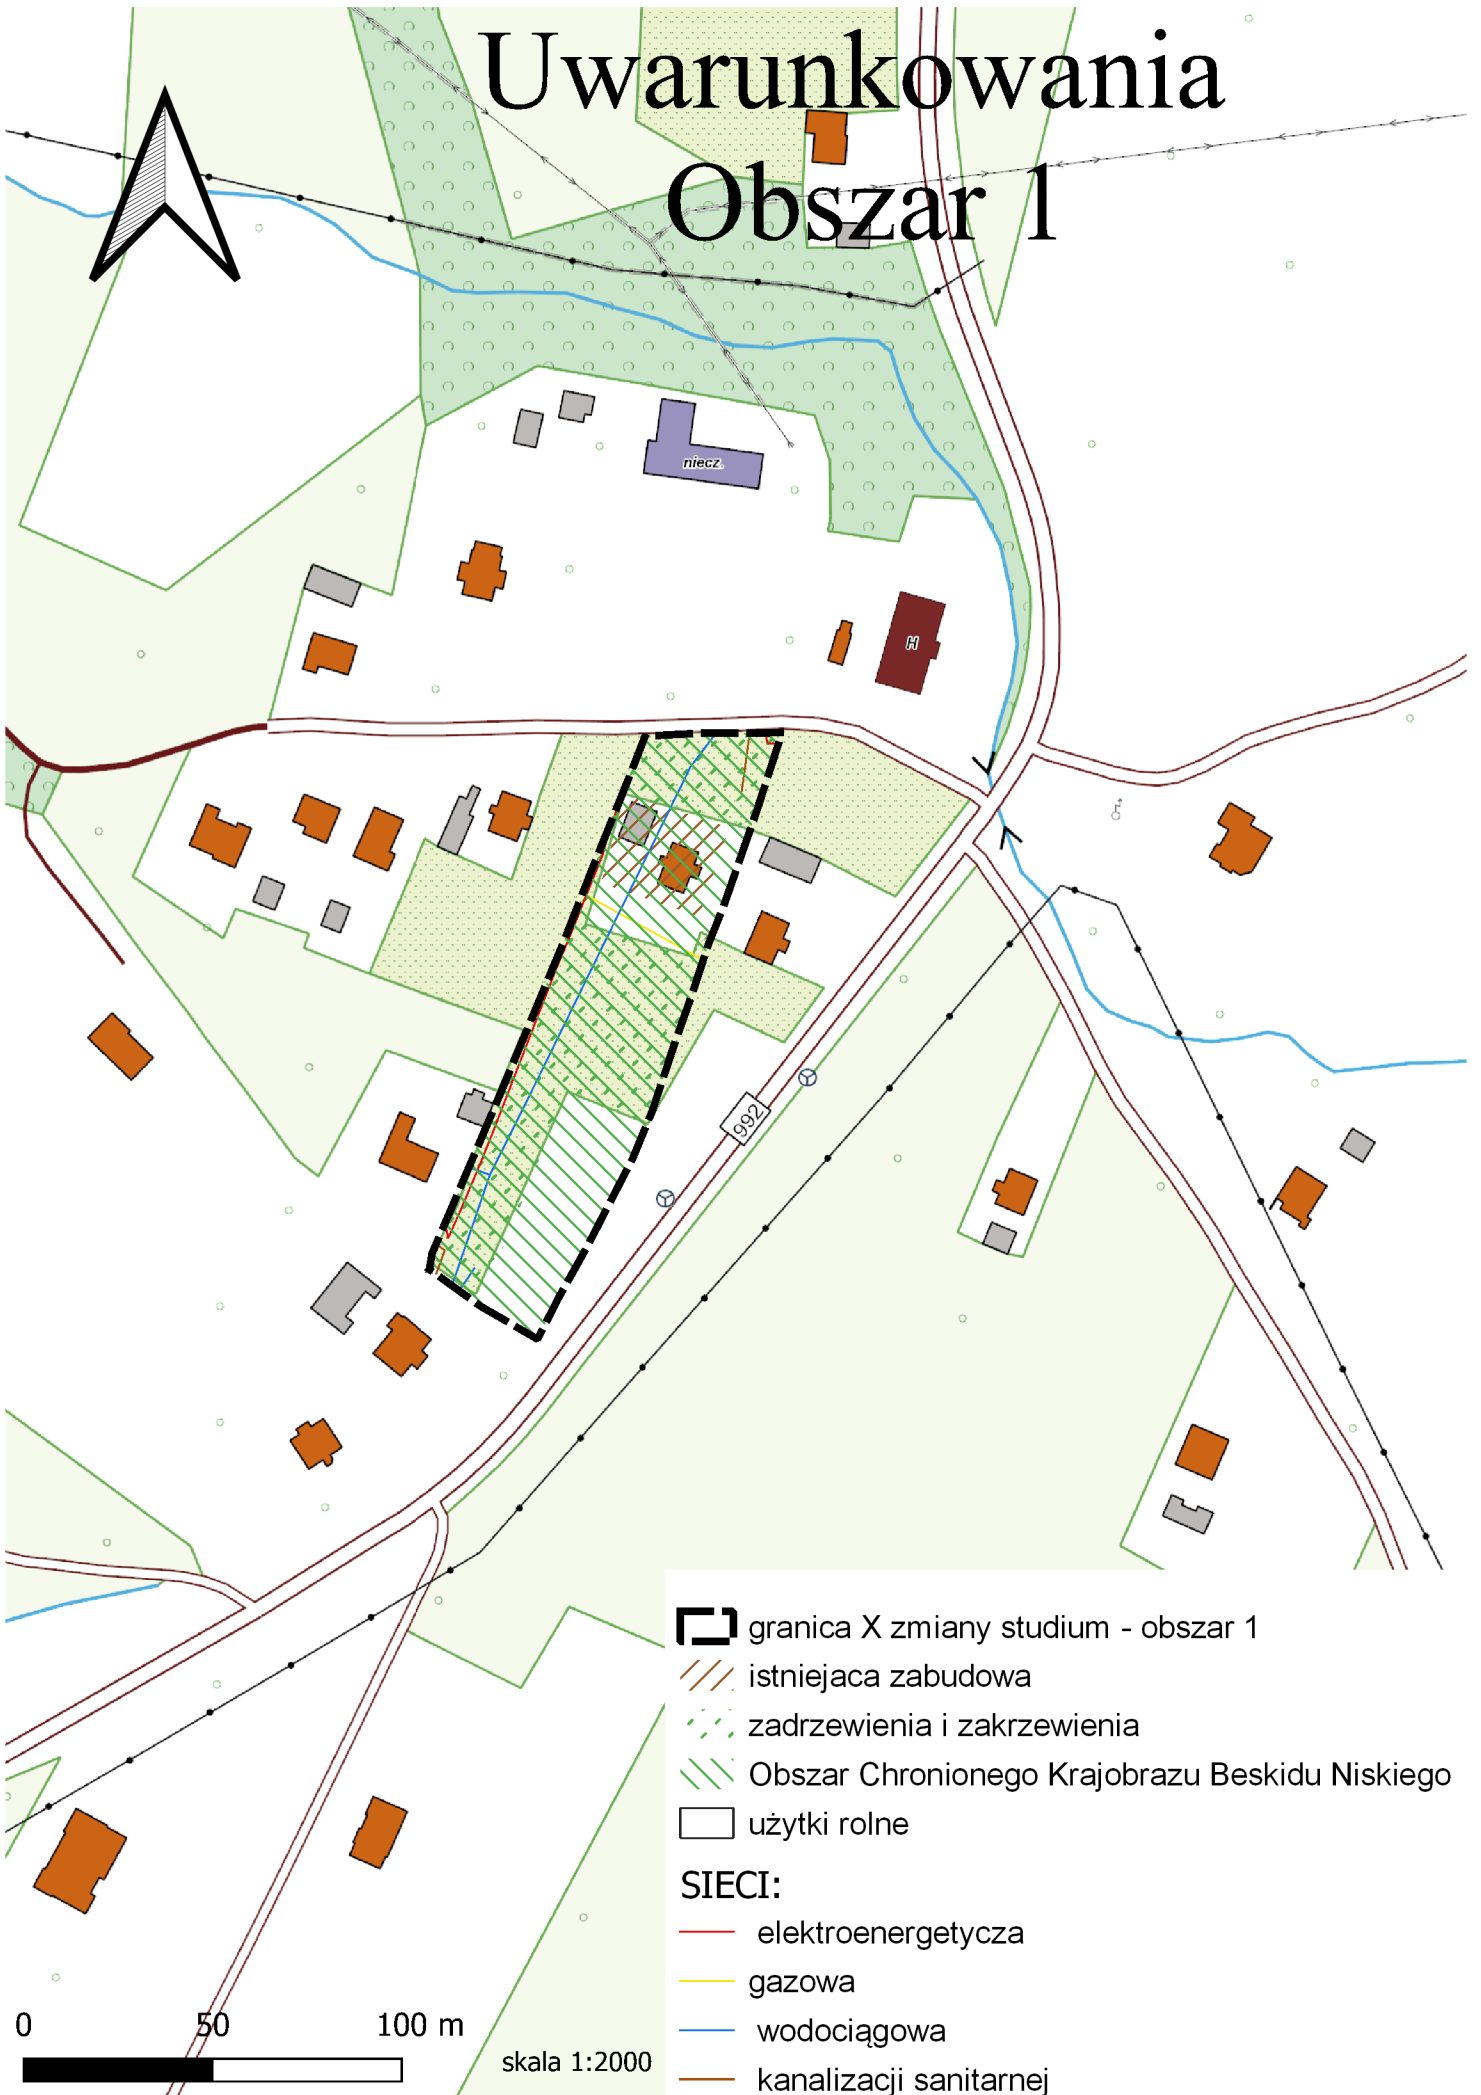 Uwarunkowania
Obszar 1
niecz.
H
992
granica X zmiany studium - obszar 1
istniejaca zabudowa
zadrzewienia i zakrzewienia
Obszar Chronionego Krajobrazu Beskidu Niskiego
użytki rolne
SIECI:
elektroenergetycza
gazowa
wodociągowa
kanalizacji sanitarnej
0 50 100 m
skala 1:2000